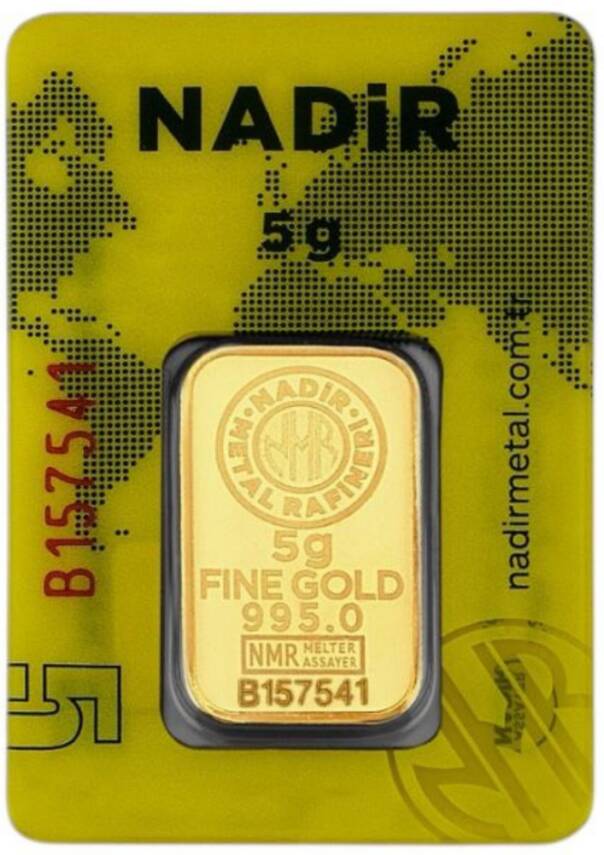 NADİR
5g
B157541
nadirmetal.com.tr
NADİR
METAL RAFİNERİ
NMR
5g
FINE GOLD
995.0
NMR MELTER
ASSAYER
B157541
5